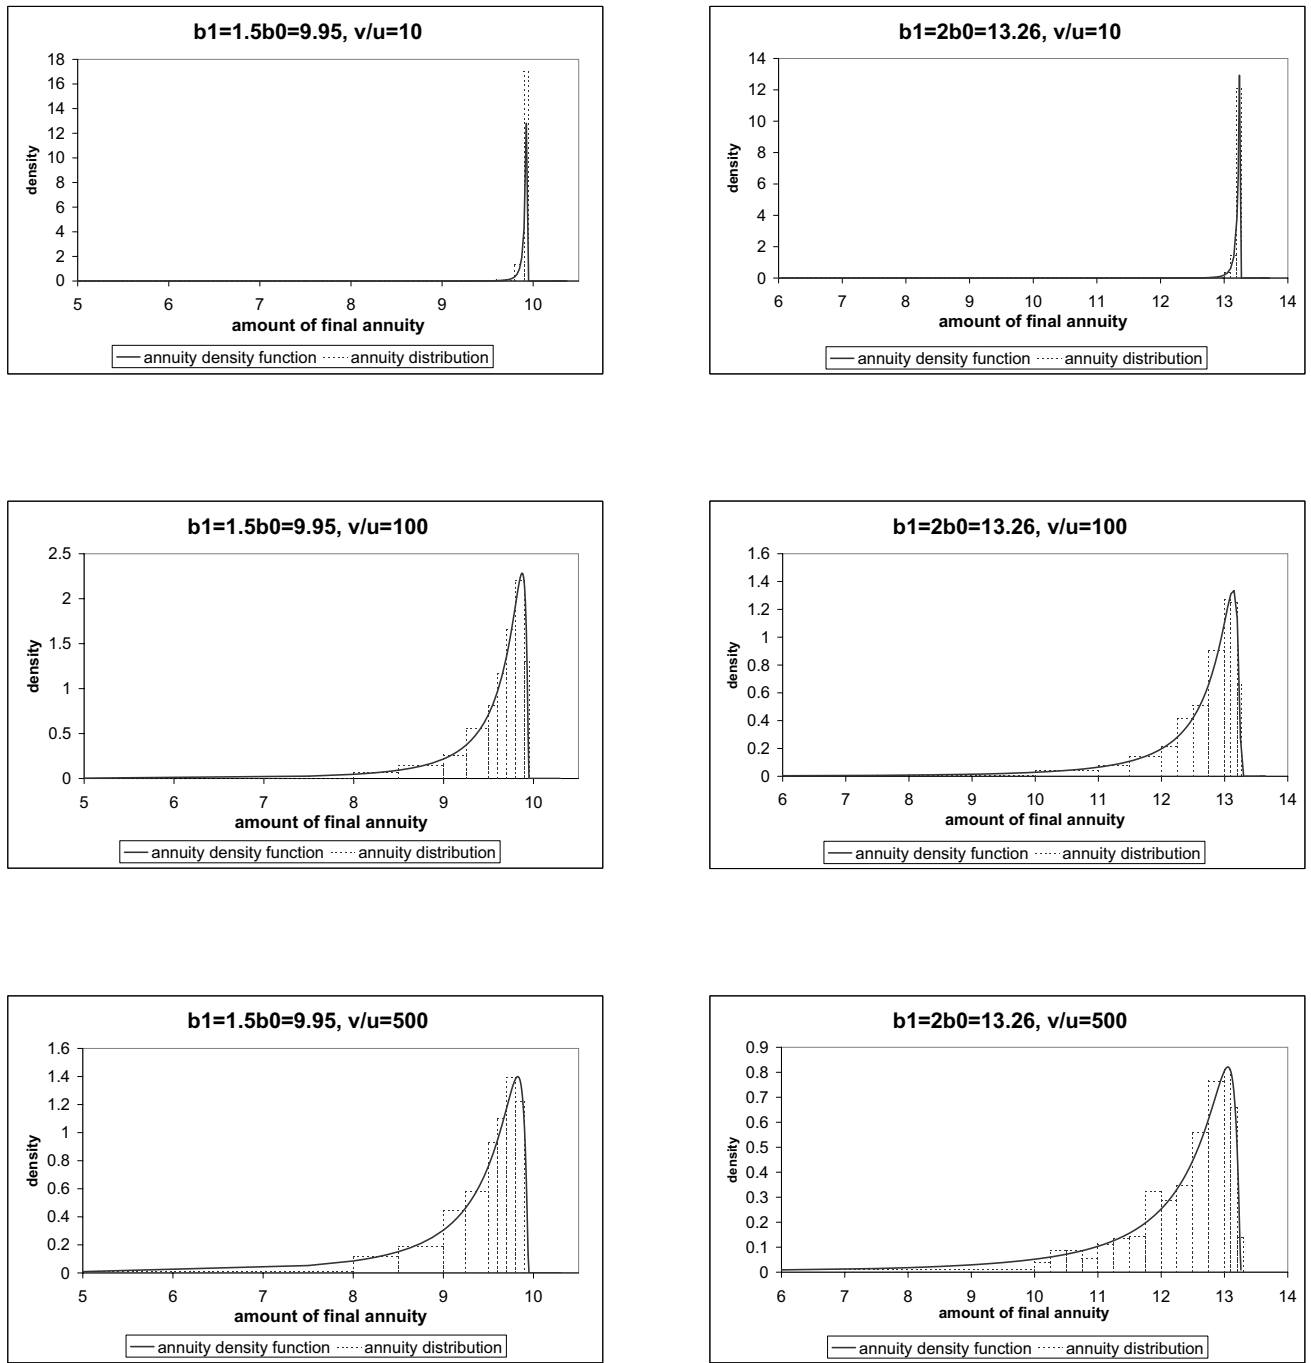 b1=1.5b0=9.95, v/u=10
18
16
14
12
10
8
6
4
2
0
density
5 6 7 8 9 10
amount of final annuity
annuity density function annuity distribution
b1=2b0=13.26, v/u=10
14
12
10
8
6
4
2
0
density
6 7 8 9 10 11 12 13 14
amount of final annuity
annuity density function annuity distribution
b1=1.5b0=9.95, v/u=100
2.5
2
1.5
1
0.5
0
density
5 6 7 8 9 10
amount of final annuity
annuity density function annuity distribution
b1=2b0=13.26, v/u=100
1.6
1.4
1.2
1
0.8
0.6
0.4
0.2
0
density
6 7 8 9 10 11 12 13 14
amount of final annuity
annuity density function annuity distribution
b1=1.5b0=9.95, v/u=500
1.6
1.4
1.2
1
0.8
0.6
0.4
0.2
0
density
5 6 7 8 9 10
amount of final annuity
annuity density function annuity distribution
b1=2b0=13.26, v/u=500
0.9
0.8
0.7
0.6
0.5
0.4
0.3
0.2
0.1
0
density
6 7 8 9 10 11 12 13 14
amount of final annuity
annuity density function annuity distribution